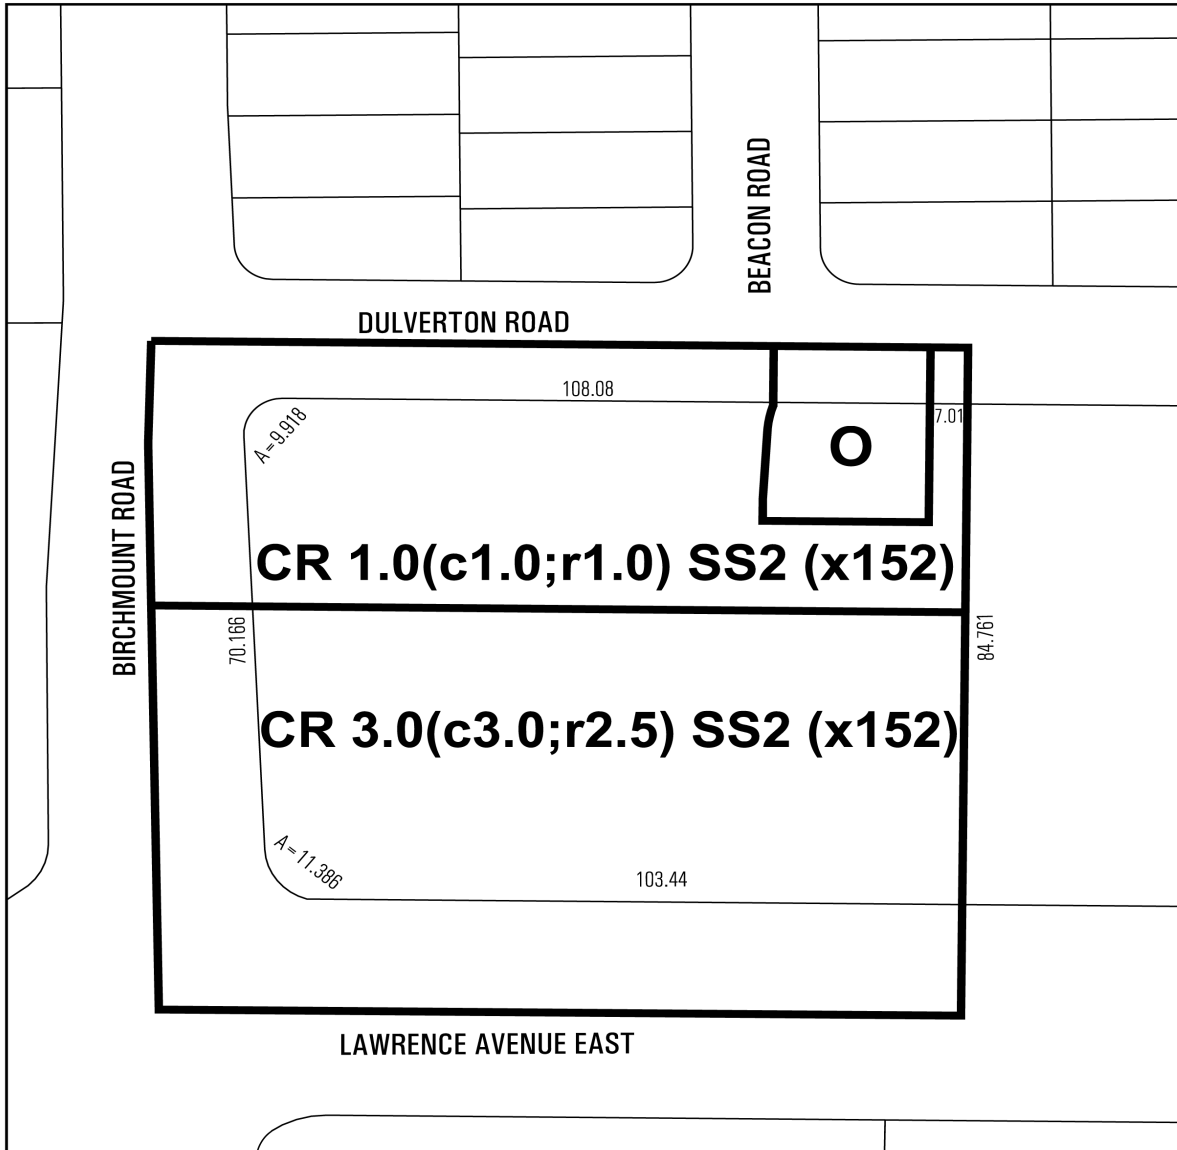 BEACON ROAD
DULVERTON ROAD
108.08
A = 9.918
7.01
O
BIRCHMOUNT ROAD
CR 1.0(c1.0;r1.0) SS2 (x152)
70.166
84.761
CR 3.0(c3.0;r2.5) SS2 (x152)
A = 11.386
103.44
LAWRENCE AVENUE EAST